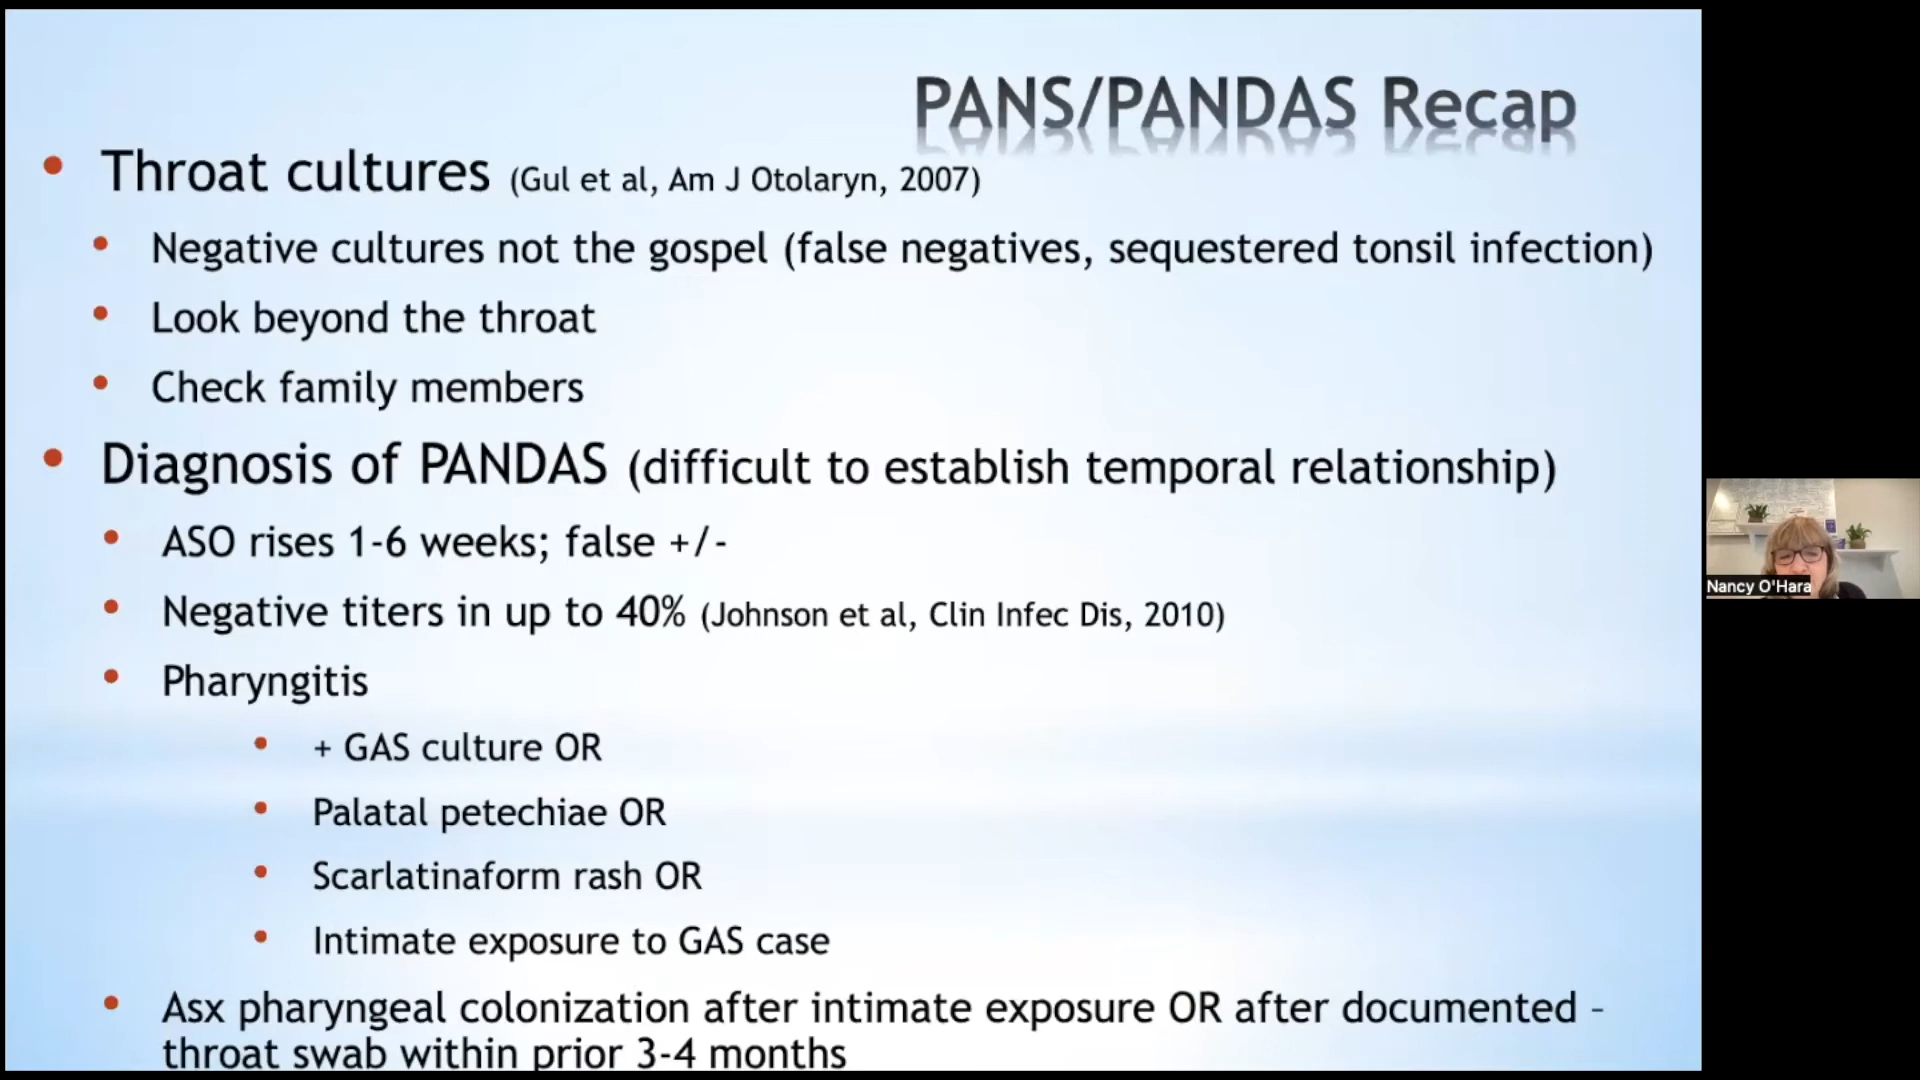 PANS/PANDAS Recap
• Throat cultures (Gul et al, Am J Otolaryn, 2007)
• Negative cultures not the gospel (false negatives, sequestered tonsil infection)
• Look beyond the throat
• Check family members
• Diagnosis of PANDAS (difficult to establish temporal relationship)
• ASO rises 1-6 weeks; false +/-
• Negative titers in up to 40% (Johnson et al, Clin Infec Dis, 2010)
• Pharyngitis
• + GAS culture OR
• Palatal petechiae OR
• Scarlatinaform rash OR
• Intimate exposure to GAS case
• Asx pharyngeal colonization after intimate exposure OR after documented –
throat swab within prior 3-4 months
Nancy O'Hara